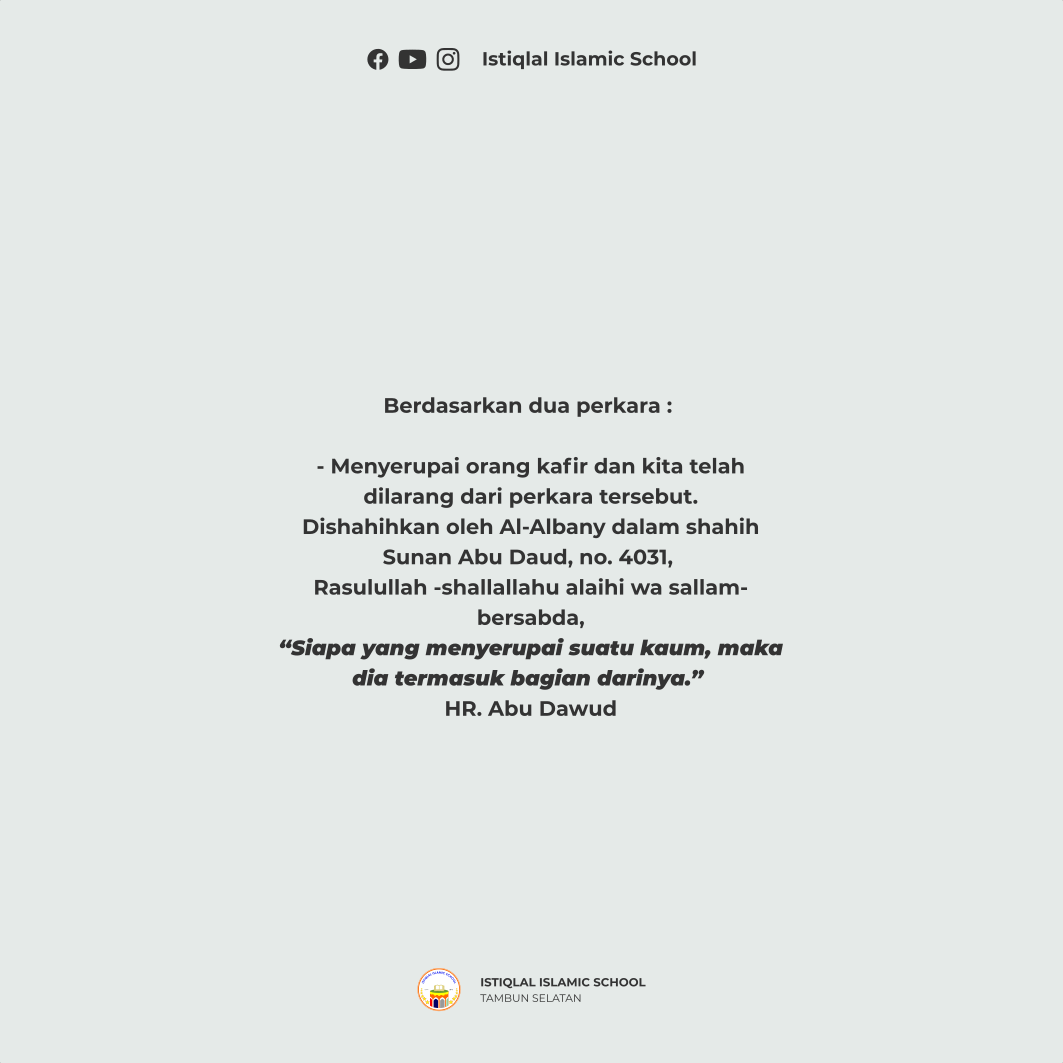 Istiqlal Islamic School
Berdasarkan dua perkara :
- Menyerupai orang kafir dan kita telah
dilarang dari perkara tersebut.
Dishahihkan oleh Al-Albany dalam shahih
Sunan Abu Daud, no. 4031,
Rasulullah -shallallahu alaihi wa sallam-
bersabda,
“Siapa yang menyerupai suatu kaum, maka
dia termasuk bagian darinya.”
HR. Abu Dawud
ISTIQLAL ISLAMIC SCHOOL
TAMBUN SELATAN